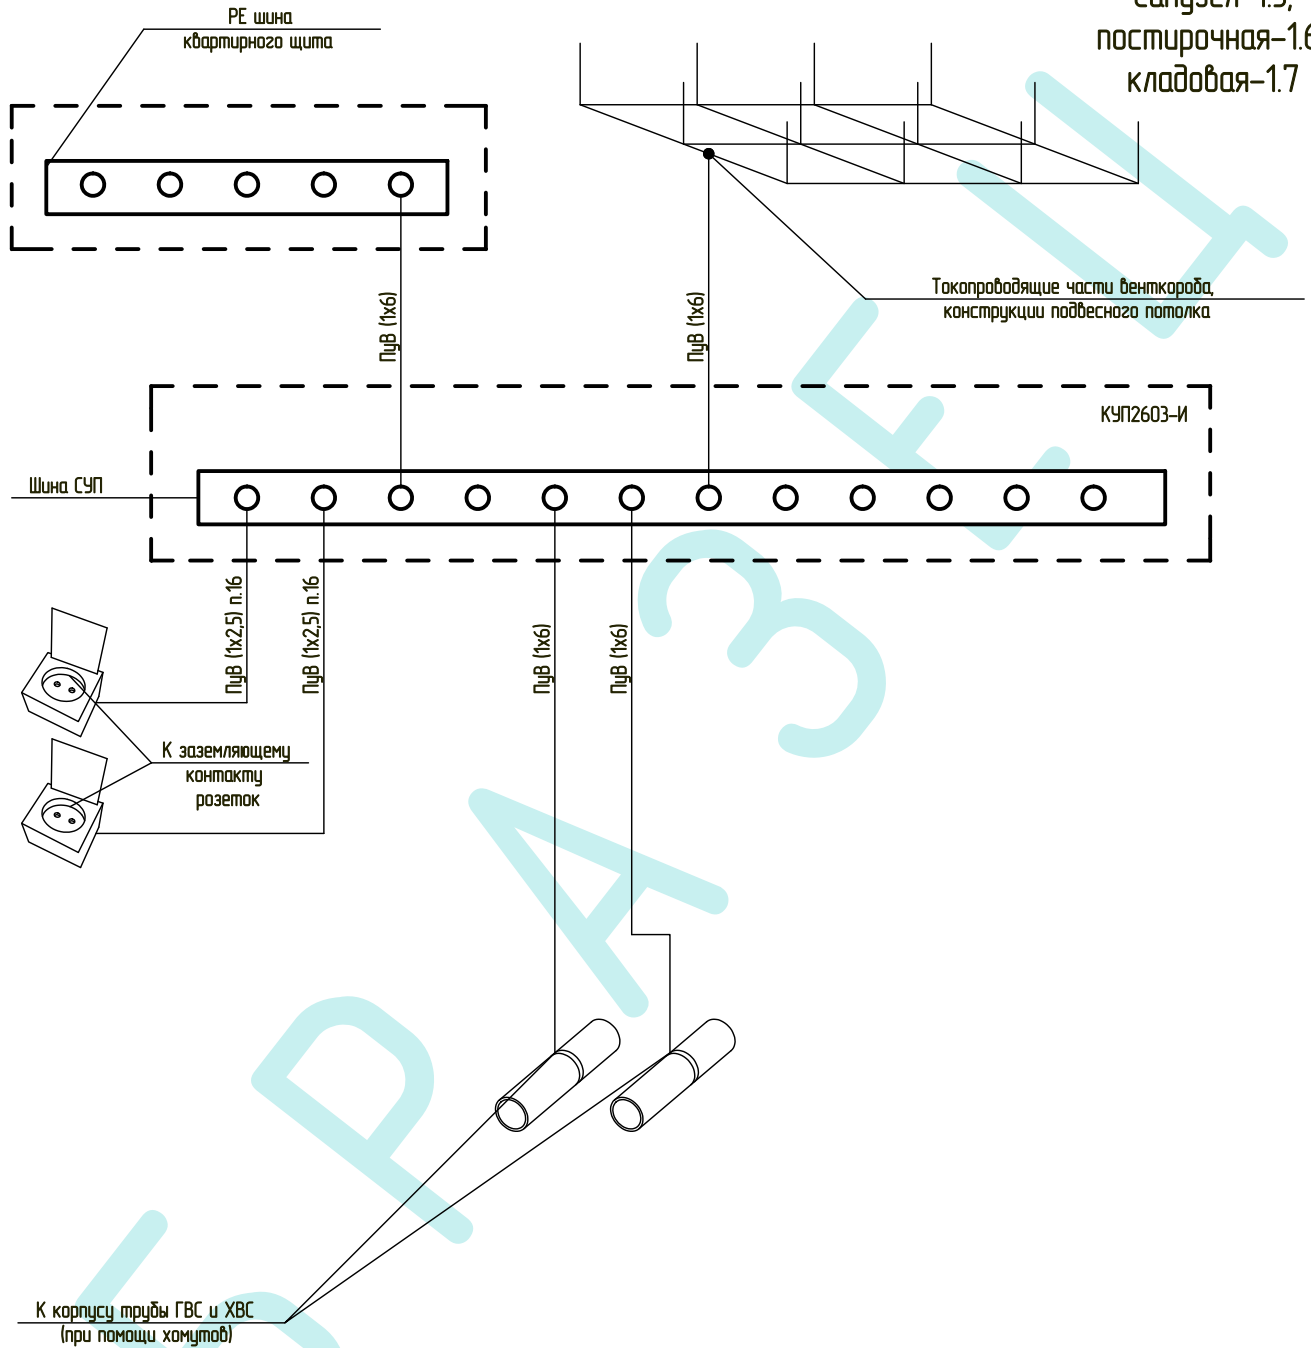 PE шина
квартирного щита
санузел-1.5,
постирочная-1.6
кладовая-1.7
Токопроводящие части венткороба,
конструкции подвесного потолка
ПуВ (1х6)
ПуВ (1х6)
КУП2603-И
Шина СУП
ПуВ (1х2,5) п.16
ПуВ (1х2,5) п.16
ПуВ (1х6)
ПуВ (1х6)
К заземляющему
контакту
розеток
К корпусу трубы ГВС и ХВС
(при помощи хомутов)